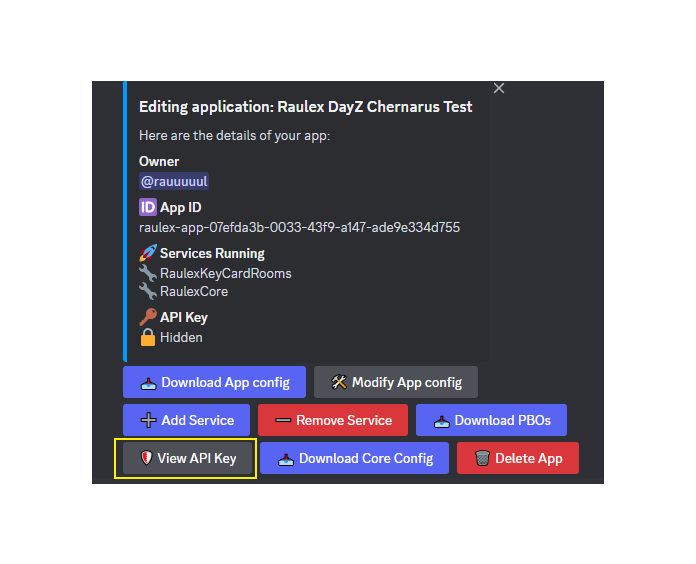 Editing application: Raulex DayZ Chernarus Test
Here are the details of your app:
Owner
@rauuuuul
ID App ID
raulex-app-07efda3b-0033-43f9-a147-ade9e334d755
Services Running
RaulexKeyCardRooms
RaulexCore
API Key
Hidden
Download App config
Modify App config
Add Service
Remove Service
Download PBOs
View API Key
Download Core Config
Delete App